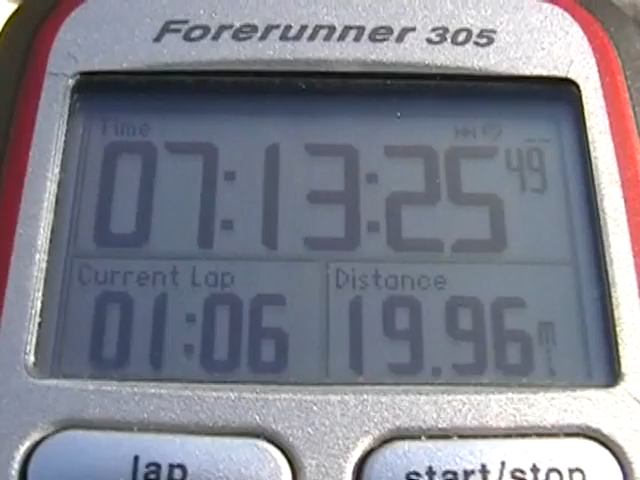 Forerunner 305
Time
07:13:25 49
Current Lap
01:06
Distance
19.96 mi
lap
start/stop